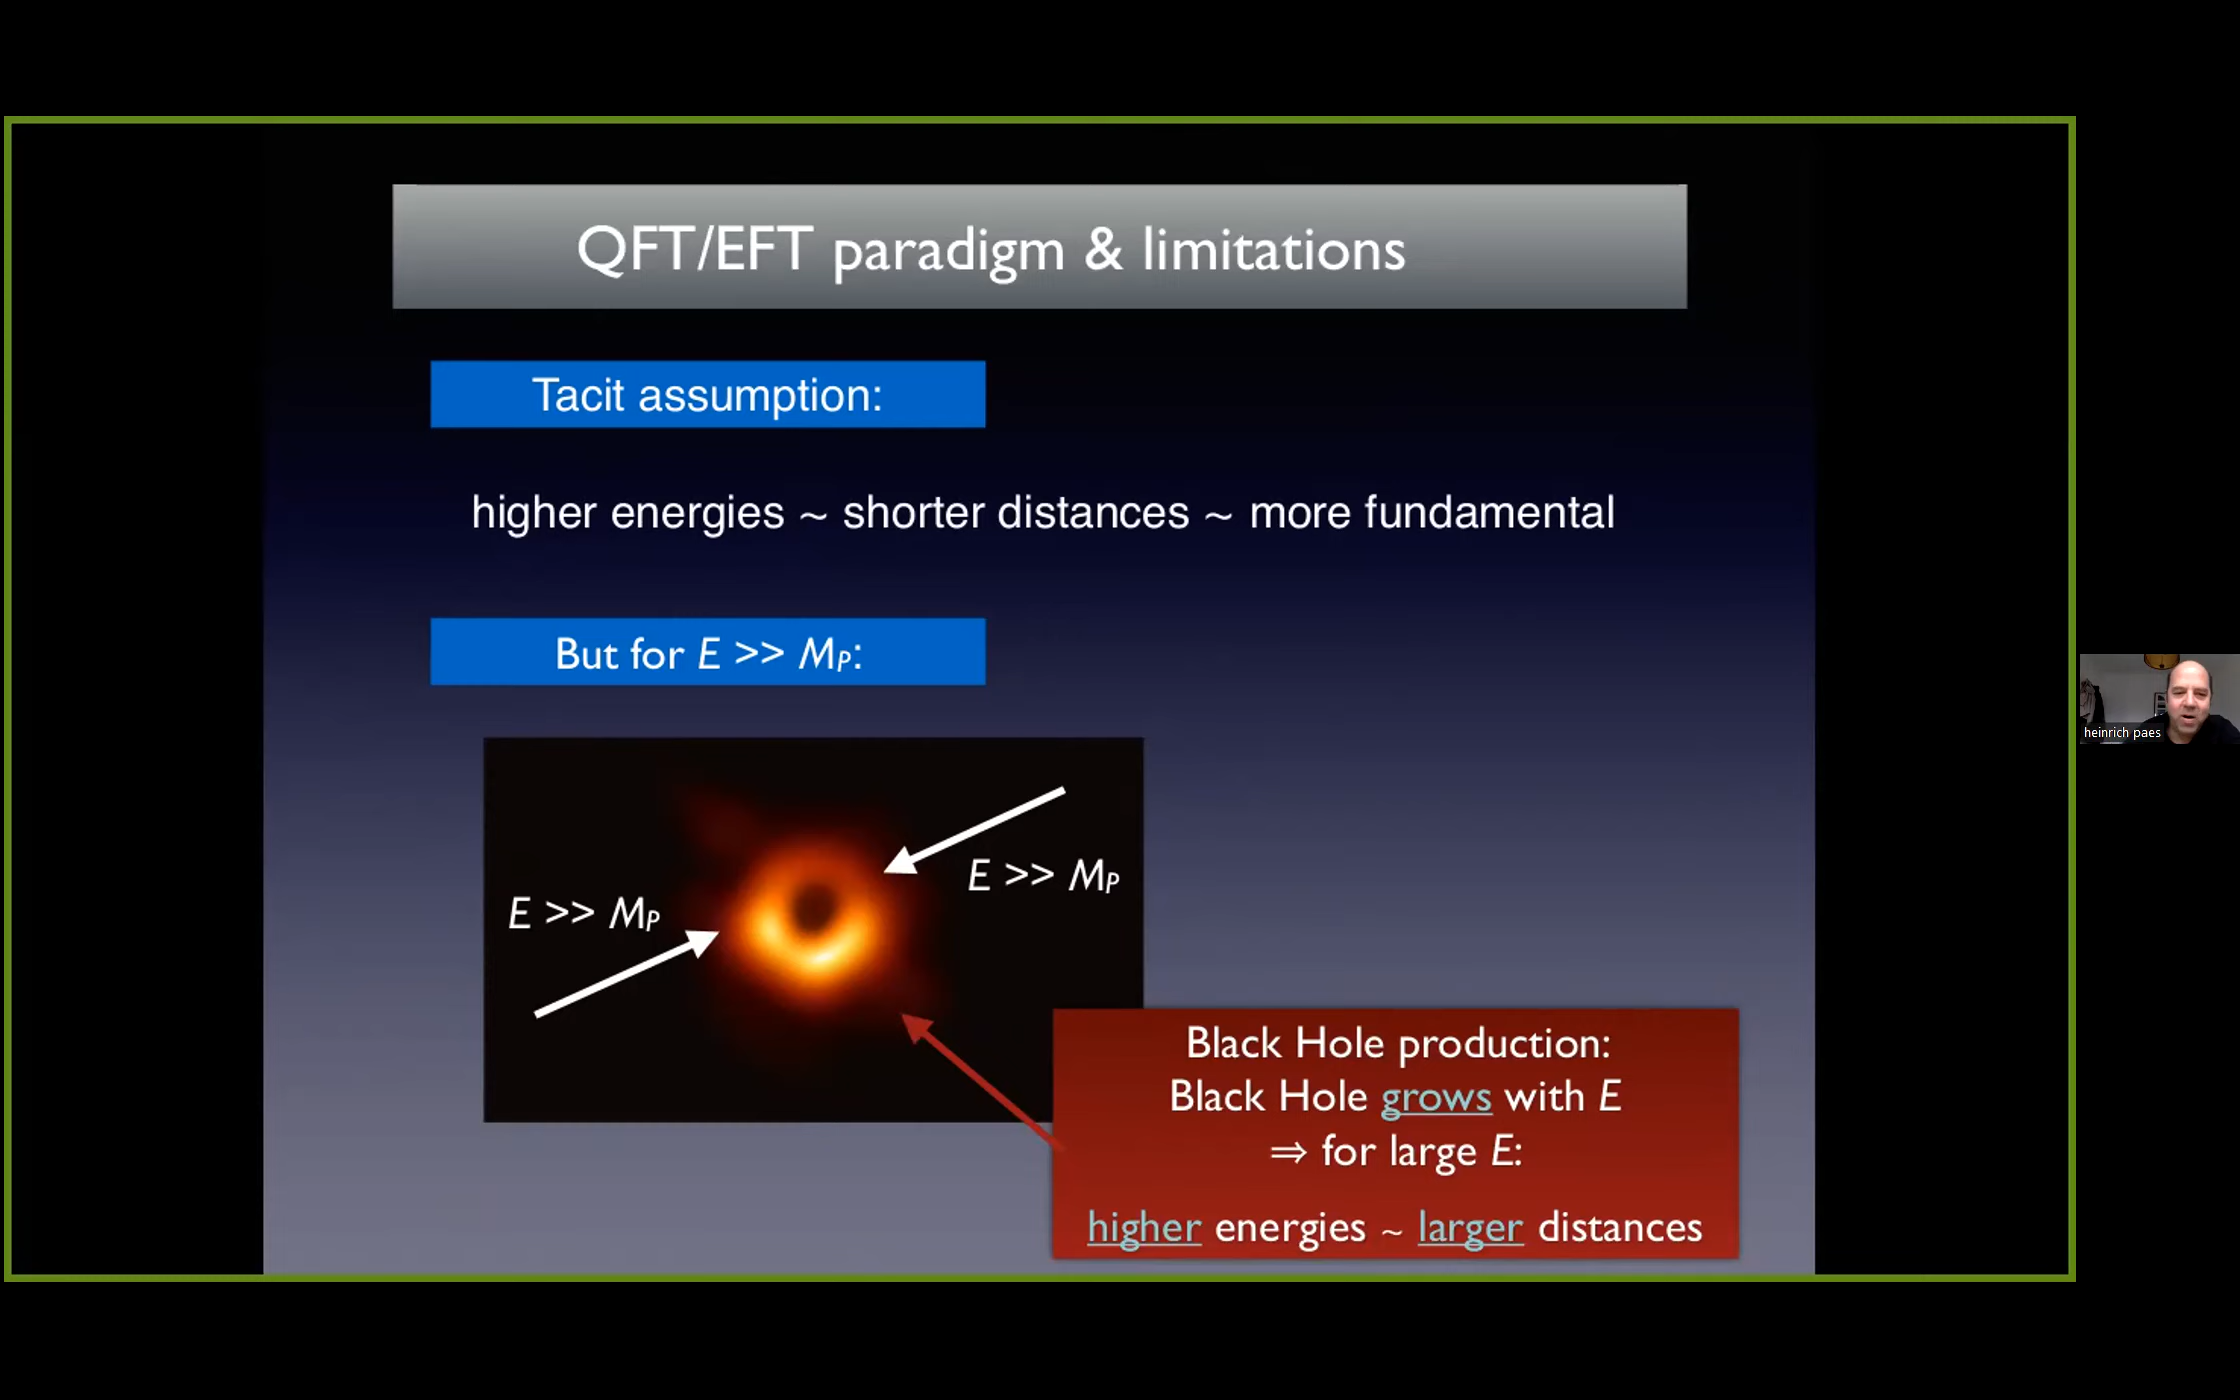 QFT/EFT paradigm & limitations
Tacit assumption:
higher energies ~ shorter distances ~ more fundamental
But for E >> MP:
E >> MP
E >> MP
Black Hole production:
Black Hole grows with E
⇒ for large E:
higher energies ~ larger distances
heinrich paes